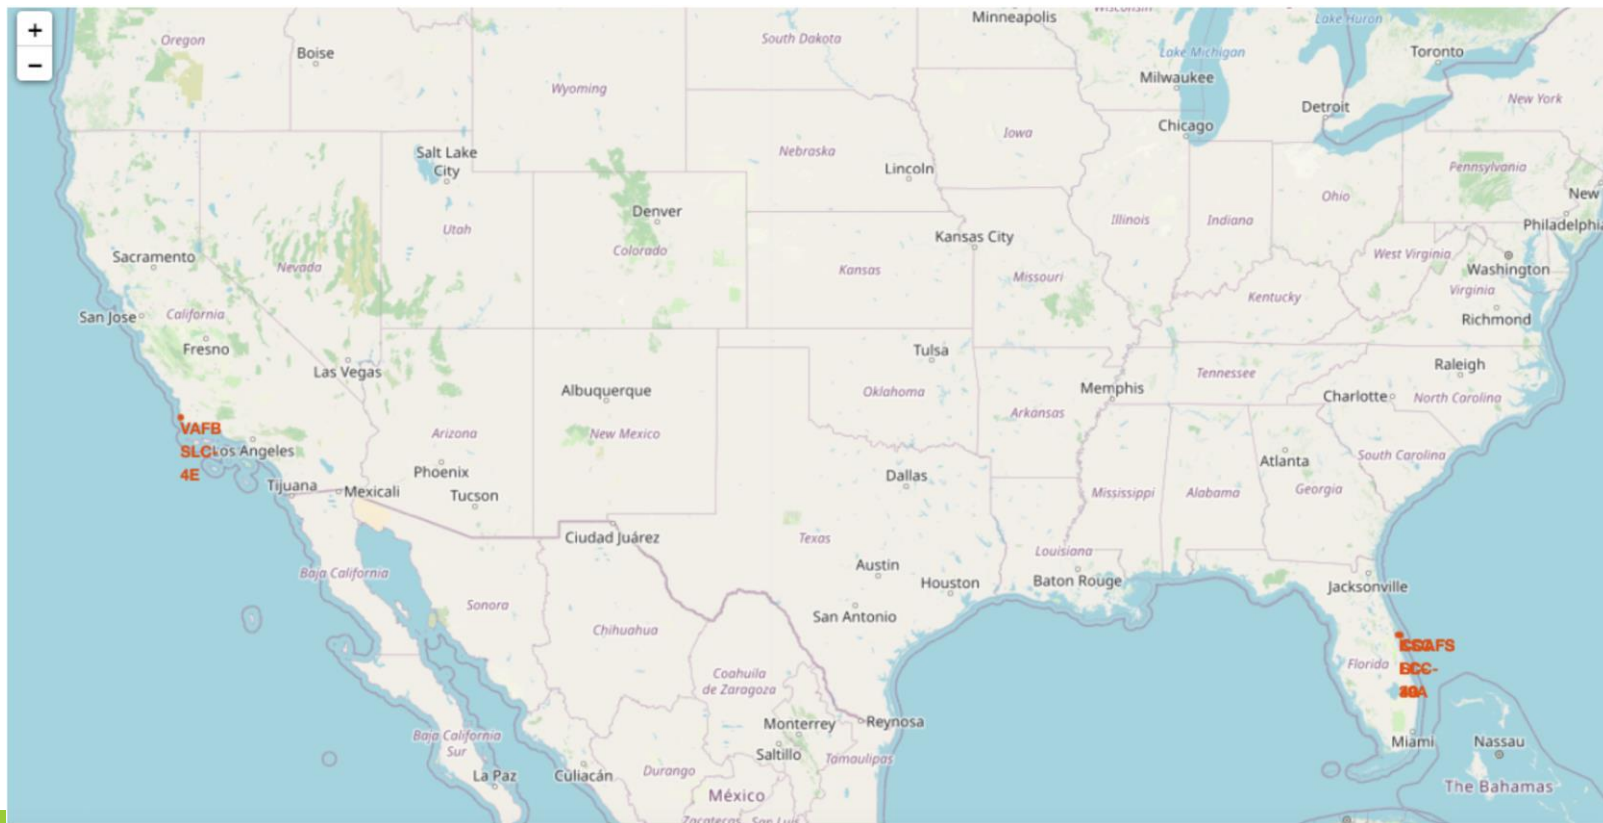 +
−
Oregon
Boise
Wyoming
South Dakota
Minneapolis
Wisconsin
Lake Michigan
Lake Huron
Toronto
Milwaukee
Detroit
New York
Chicago
Iowa
Nebraska
Lincoln
Salt Lake
City
Pennsylvania
New
Philadelphia
Denver
Utah
Colorado
Illinois
Indiana
Ohio
Kansas City
Kansas
Missouri
Sacramento
Nevada
West Virginia
Washington
Virginia
Kentucky
Richmond
San Jose
California
Fresno
Las Vegas
Tulsa
Oklahoma
Albuquerque
New Mexico
Memphis
Tennessee
Raleigh
Charlotte
North Carolina
Arkansas
VAFB
SLC-
4E
Los Angeles
Arizona
Phoenix
Tucson
Tijuana
Mexicali
Dallas
Mississippi
Alabama
Atlanta
Georgia
South Carolina
Ciudad Juárez
Texas
Austin
Houston
San Antonio
Louisiana
Baton Rouge
Jacksonville
Baja California
Sonora
Chihuahua
Coahuila
de Zaragoza
Florida
Monterrey
Reynosa
Saltillo
Tamaulipas
Miami
Nassau
The Bahamas
Baja California
Sur
La Paz
Culiacán
Durango
México
Zacatecas
San Luis